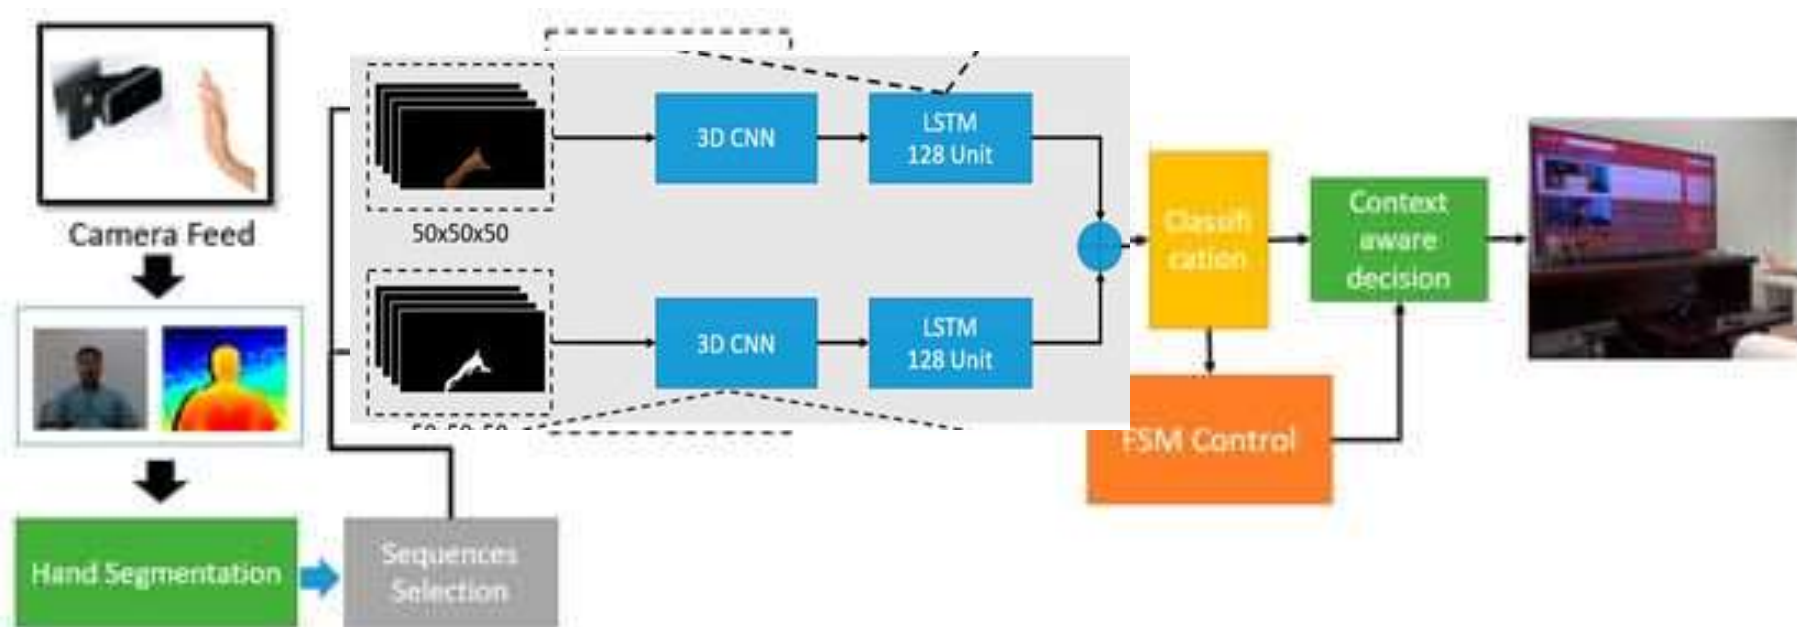 Camera Feed
Hand Segmentation
Sequences
Selection
50x50x50
3D CNN
LSTM
128 Unit
50x50x50
3D CNN
LSTM
128 Unit
Classifi
cation
FSM Control
Context
aware
decision